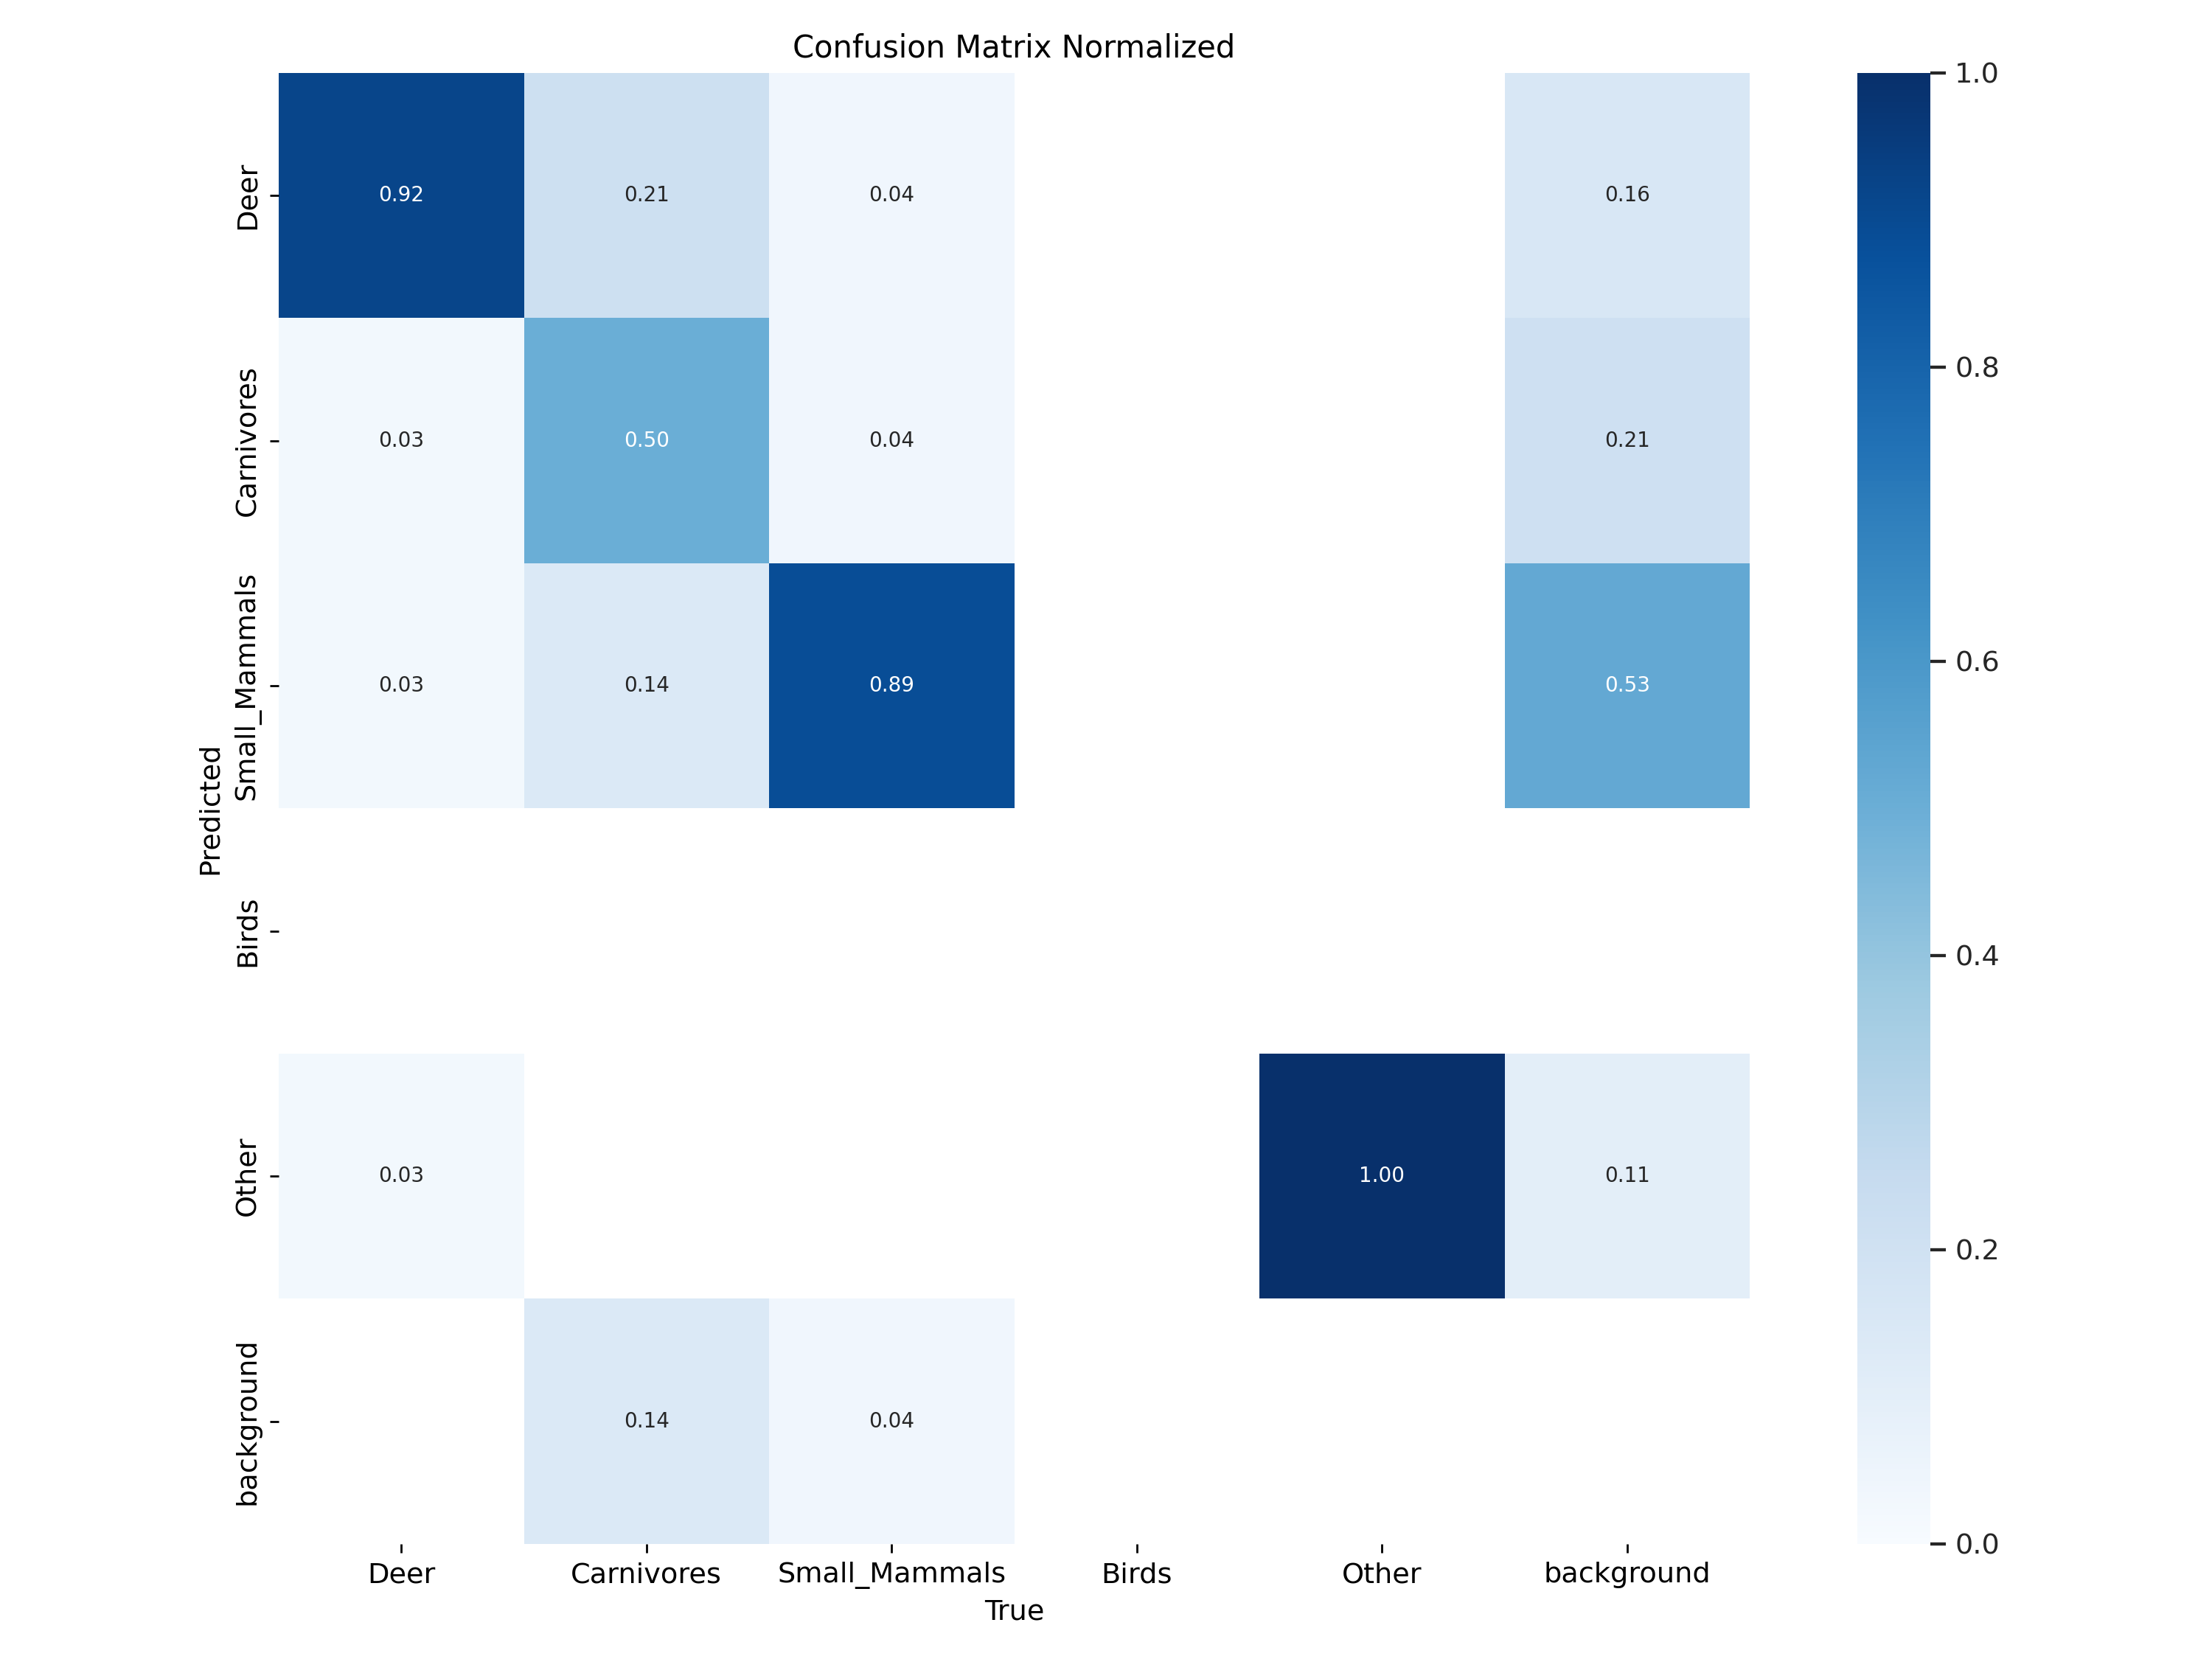 Confusion Matrix Normalized
Deer
Carnivores
Small_Mammals
Birds
Other
background
Predicted
0.92 0.21 0.04 0.16
0.03 0.50 0.04 0.21
0.03 0.14 0.89 0.53
0.03 1.00 0.11
0.14 0.04
Deer Carnivores Small_Mammals Birds Other background
True
1.0
0.8
0.6
0.4
0.2
0.0